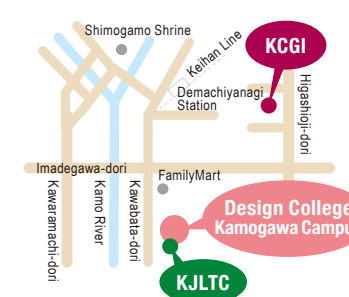 Shimogamo Shrine
KCGI
Keihan Line
Demachiyanagi
Station
Higashioji-dori
Imadegawa-dori
FamilyMart
Kawaramachi-dori
Kamo River
Kawabata-dori
Design College
Kamogawa Campu
KJLTC